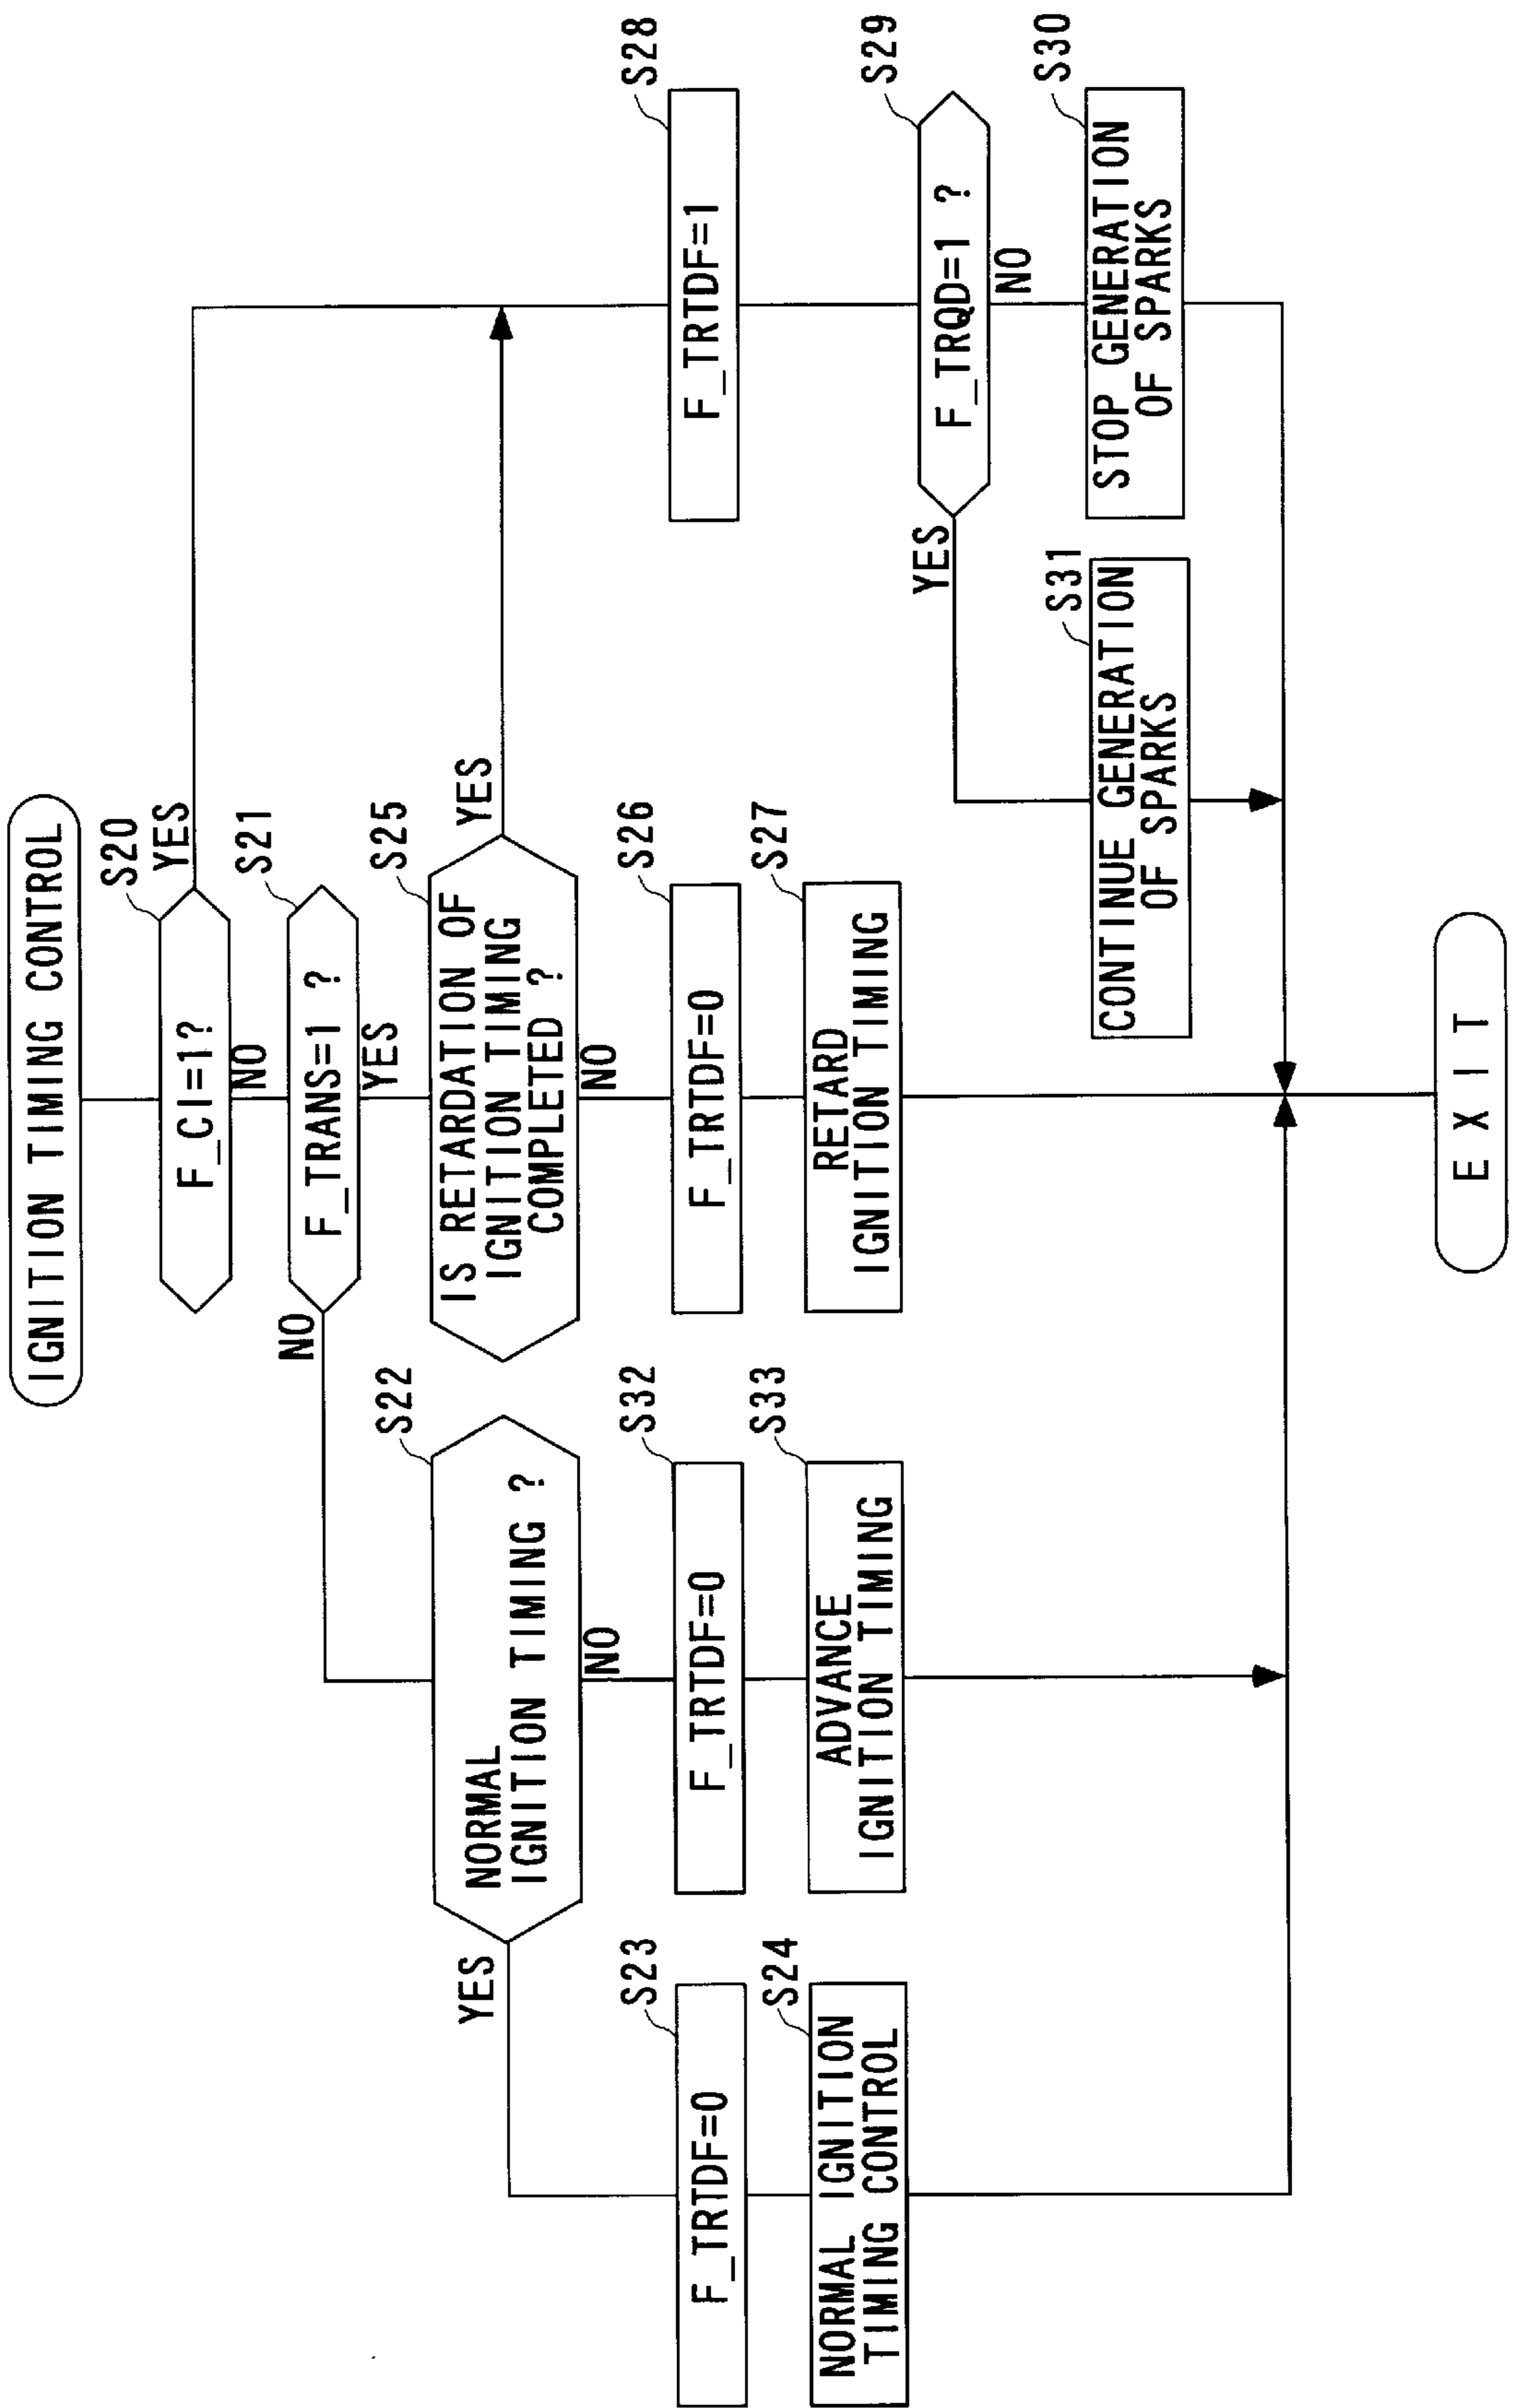 IGNITION TIMING CONTROL
S20
F_CI=1?
YES
NO
S21
F_TRANS=1 ?
NO
YES
S22
NORMAL
IGNITION TIMING ?
YES
NO
S25
IS RETARDATION OF
IGNITION TIMING
COMPLETED ?
YES
NO
S23
F_TRTDF=0
S32
F_TRTDF=0
S26
F_TRTDF=0
S28
F_TRTDF=1
S24
NORMAL IGNITION
TIMING CONTROL
S33
ADVANCE
IGNITION TIMING
S27
RETARD
IGNITION TIMING
S29
F_TRQD=1 ?
YES
NO
S31
CONTINUE GENERATION
OF SPARKS
S30
STOP GENERATION
OF SPARKS
EXIT